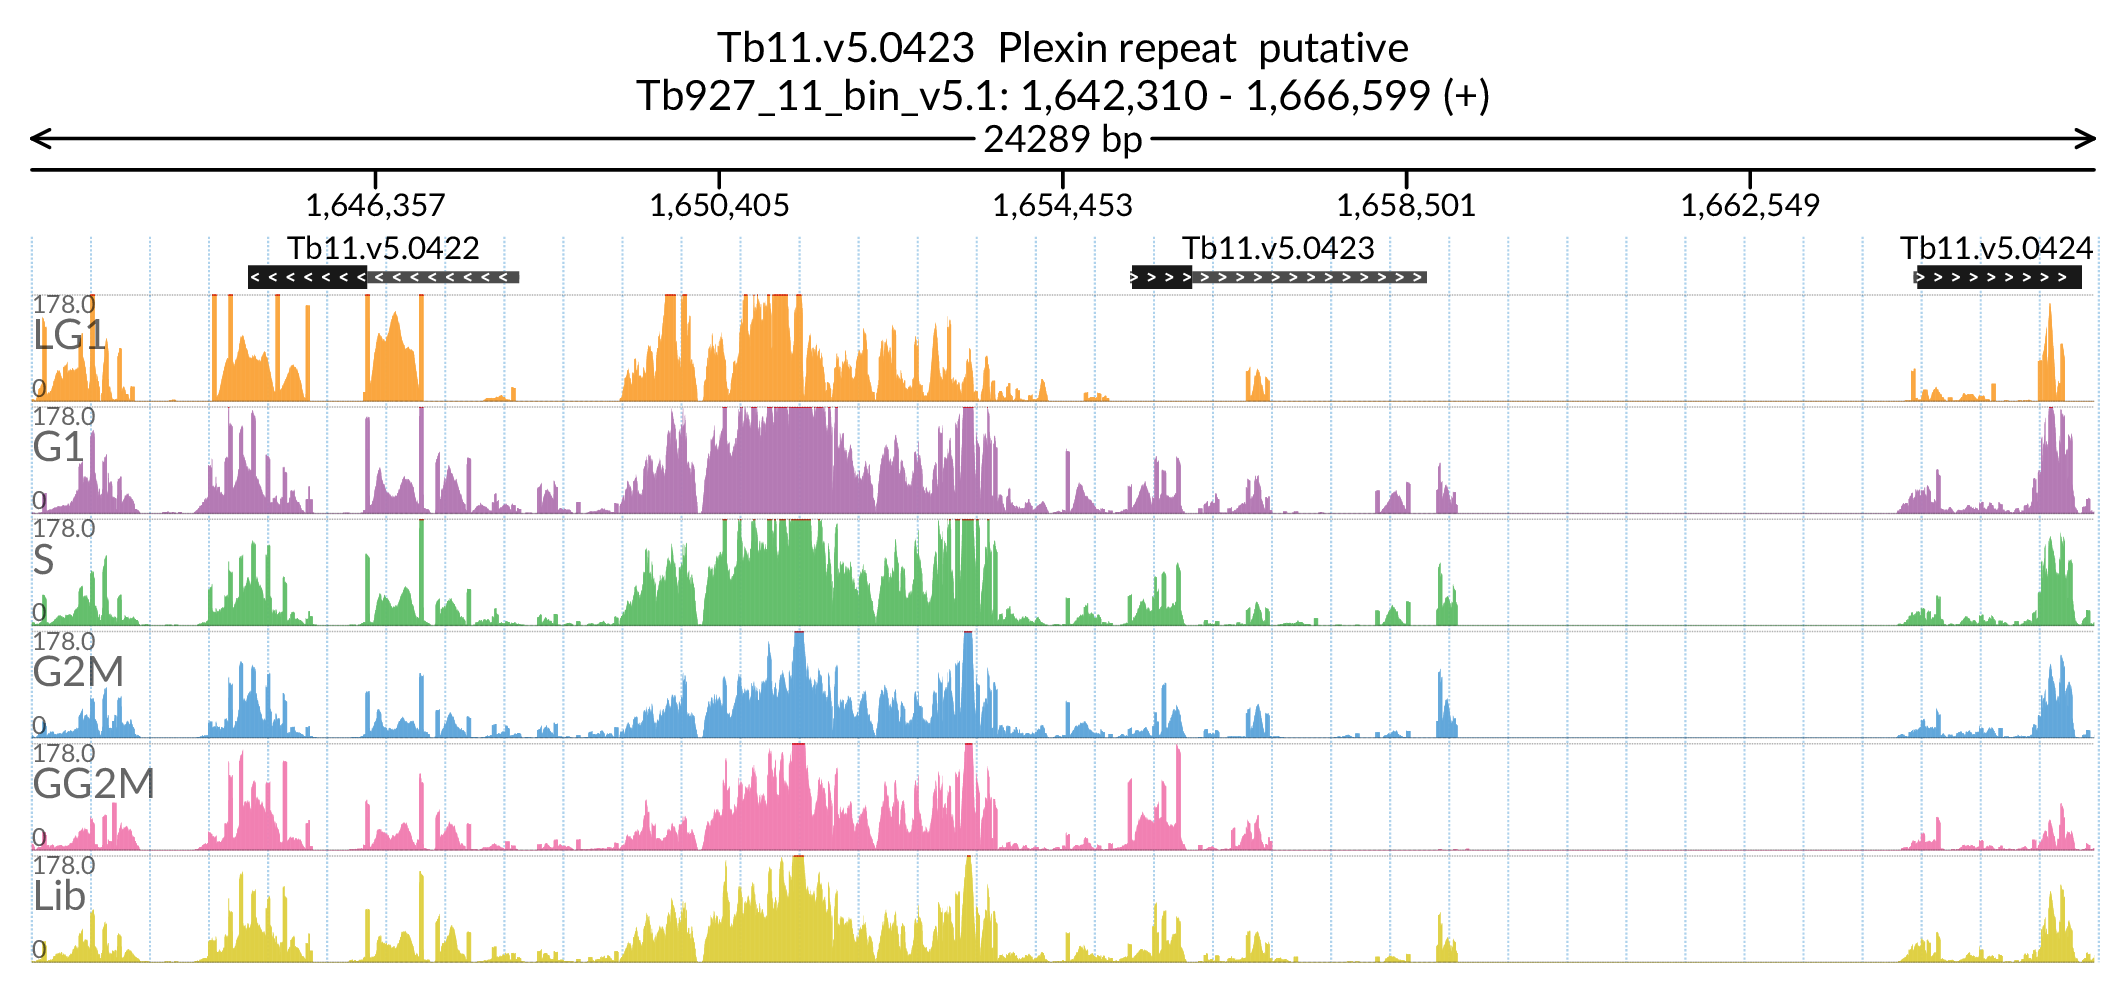 Tb11.v5.0423 Plexin repeat putative
Tb927_11_bin_v5.1: 1,642,310 - 1,666,599 (+)
24289 bp
1,646,357 1,650,405 1,654,453 1,658,501 1,662,549
Tb11.v5.0422 Tb11.v5.0423 Tb11.v5.0424
178.0
LG1
0
178.0
G1
0
178.0
S
0
178.0
G2M
0
178.0
GG2M
0
178.0
Lib
0